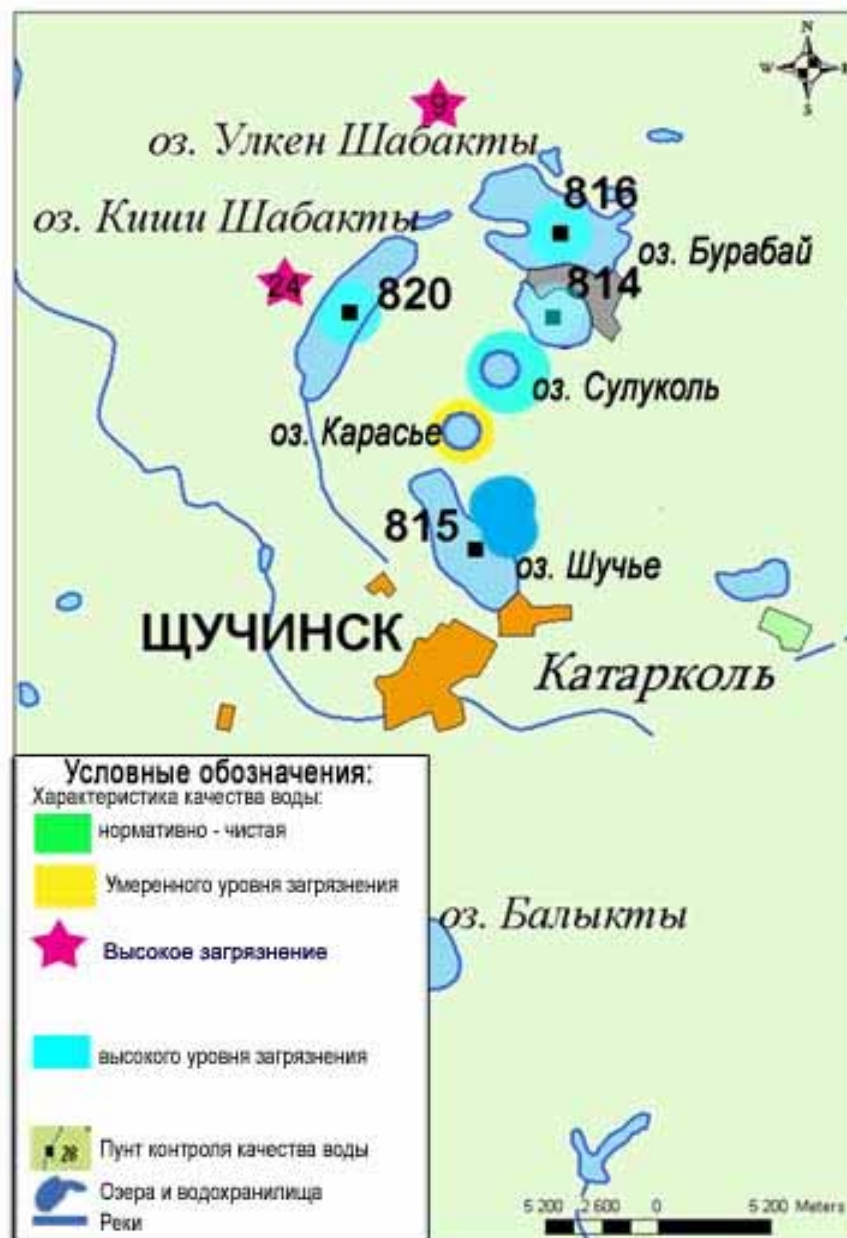 N
W E
S
9
оз. Улкен Шабакты
816
оз. Киши Шабакты
оз. Бурабай
24
820
814
оз. Сулуколь
оз. Карасье
815
оз. Шучье
ЩУЧИНСК
Катарколь
Условные обозначения:
Характеристика качества воды:
нормативно - чистая
Умеренного уровня загрязнения
Высокое загрязнение
высокого уровня загрязнения
28 Пунт контроля качества воды
Озера и водохранилища
Реки
оз. Балыкты
5 200 2 600 0 5 200 Meters